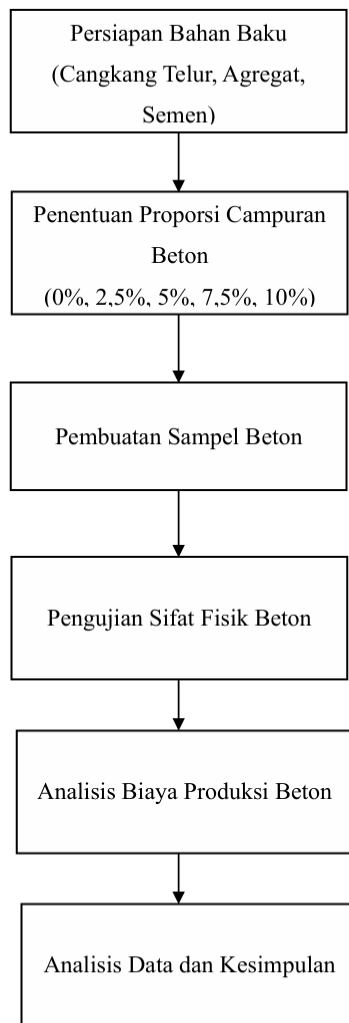 Persiapan Bahan Baku
(Cangkang Telur, Agregat,
Semen)
Penentuan Proporsi Campuran
Beton
(0%, 2,5%, 5%, 7,5%, 10%)
Pembuatan Sampel Beton
Pengujian Sifat Fisik Beton
Analisis Biaya Produksi Beton
Analisis Data dan Kesimpulan